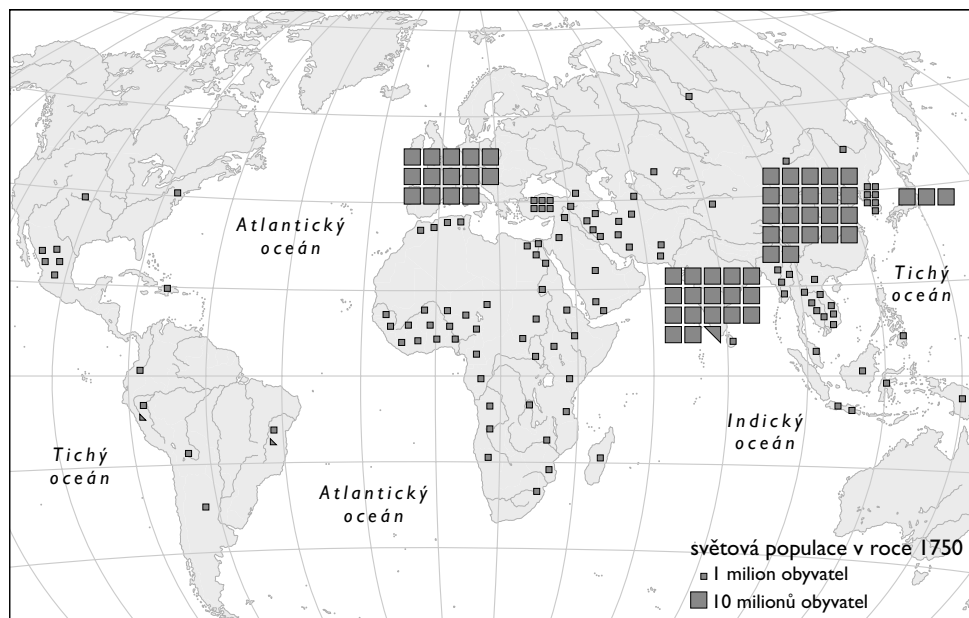 Atlantický
oceán
Tichý
oceán
Indický
oceán
Tichý
oceán
Atlantický
oceán
světová populace v roce 1750
1 milion obyvatel
10 milionů obyvatel